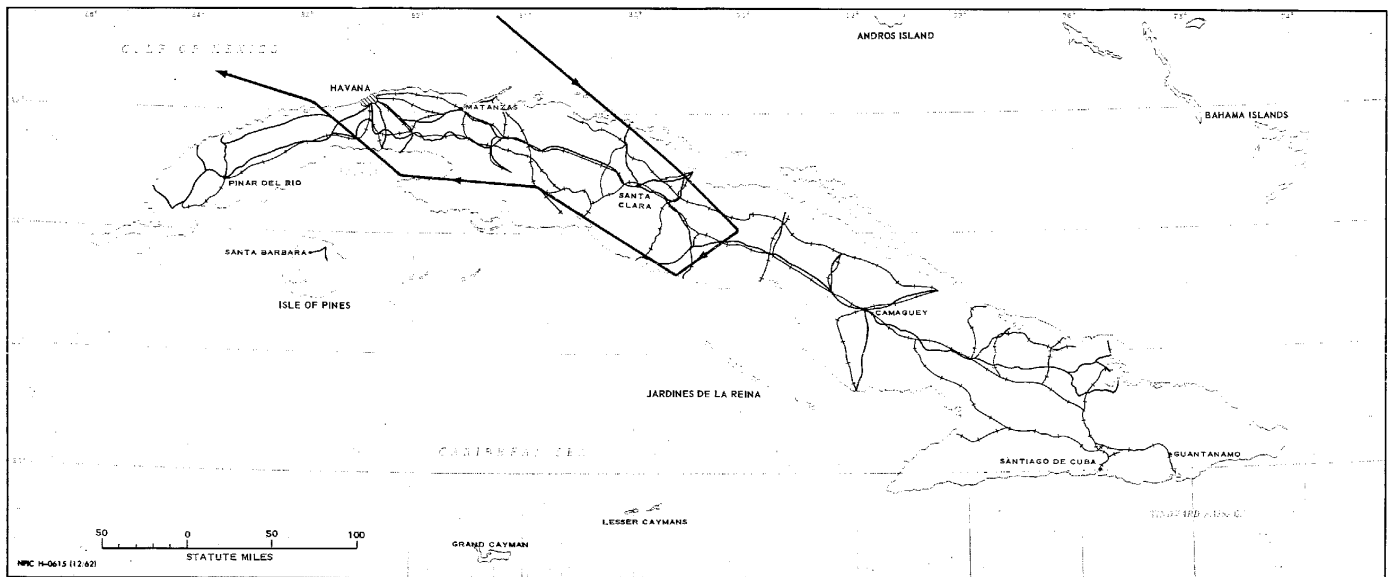 ANDROS ISLAND
GULF OF MEXICO
HAVANA
MATANZAS
BAHAMA ISLANDS
PINAR DEL RIO
SANTA
CLARA
SANTA BARBARA
ISLE OF PINES
CAMAGUEY
JARDINES DE LA REINA
CARIBBEAN SEA
GUANTANAMO
SANTIAGO DE CUBA
LESSER CAYMANS
50 0 50 100
STATUTE MILES
GRAND CAYMAN
NPIC H-0615 (12/62)